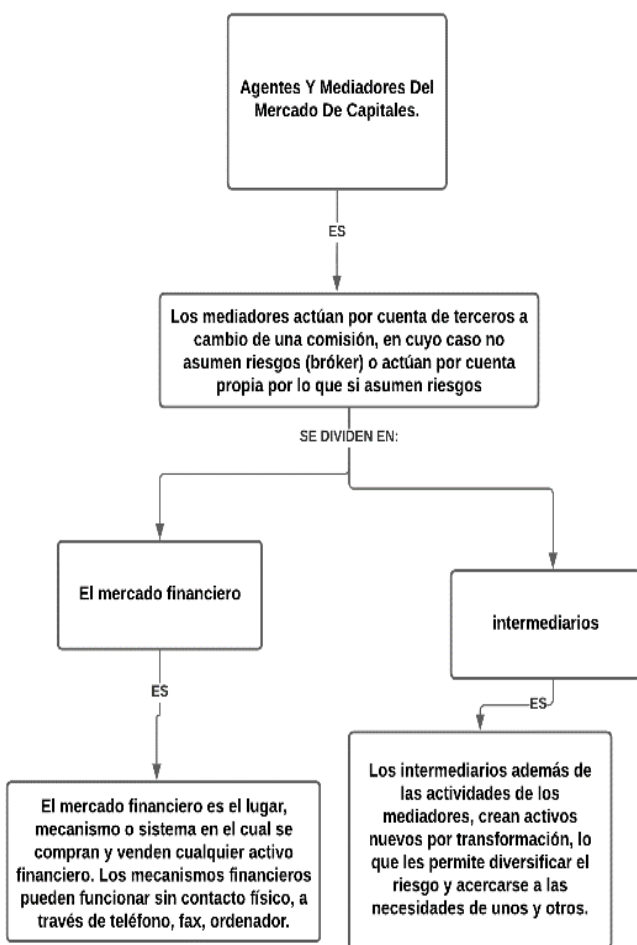 Agentes Y Mediadores Del
Mercado De Capitales.
ES
Los mediadores actúan por cuenta de terceros a
cambio de una comisión, en cuyo caso no
asumen riesgos (bróker) o actúan por cuenta
propia por lo que si asumen riesgos
SE DIVIDEN EN:
El mercado financiero
intermediarios
ES
ES
El mercado financiero es el lugar,
mecanismo o sistema en el cual se
compran y venden cualquier activo
financiero. Los mecanismos financieros
pueden funcionar sin contacto físico, a
través de teléfono, fax, ordenador.
Los intermediarios además de
las actividades de los
mediadores, crean activos
nuevos por transformación, lo
que les permite diversificar el
riesgo y acercarse a las
necesidades de unos y otros.